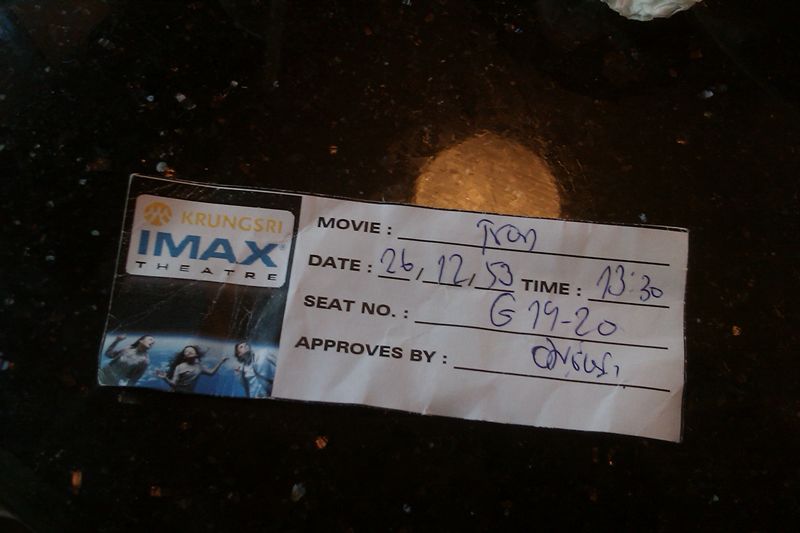 KRUNGSRI
IMAX®
THEATRE
MOVIE : Tron
DATE : 26, 12, 53 TIME : 13:30
SEAT NO. : G 19-20
APPROVES BY :